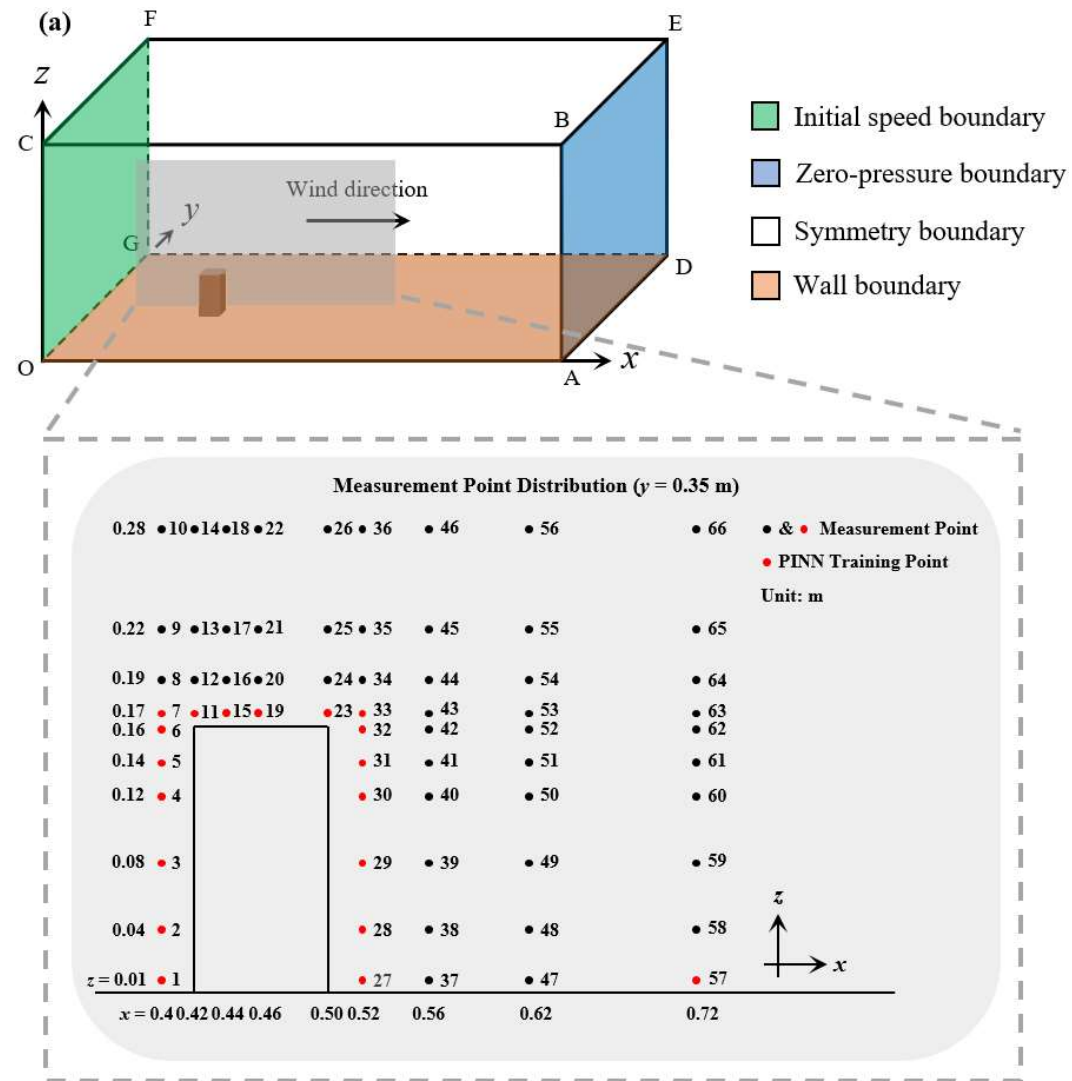 (a)
F
E
z
C
B
Initial speed boundary
Zero-pressure boundary
Wind direction
y
Symmetry boundary
G
D
Wall boundary
O
A
x
Measurement Point Distribution (y = 0.35 m)
0.28 10 14 18 22 26 36 46 56 66
& Measurement Point
PINN Training Point
Unit: m
0.22 9 13 17 21 25 35 45 55 65
0.19 8 12 16 20 24 34 44 54 64
0.17 7 11 15 19 23 33 43 53 63
0.16 6 32 42 52 62
0.14 5 31 41 51 61
0.12 4 30 40 50 60
0.08 3 29 39 49 59
z
0.04 2 28 38 48 58
x
z = 0.01 1 27 37 47 57
x = 0.4 0.42 0.44 0.46 0.50 0.52 0.56 0.62 0.72